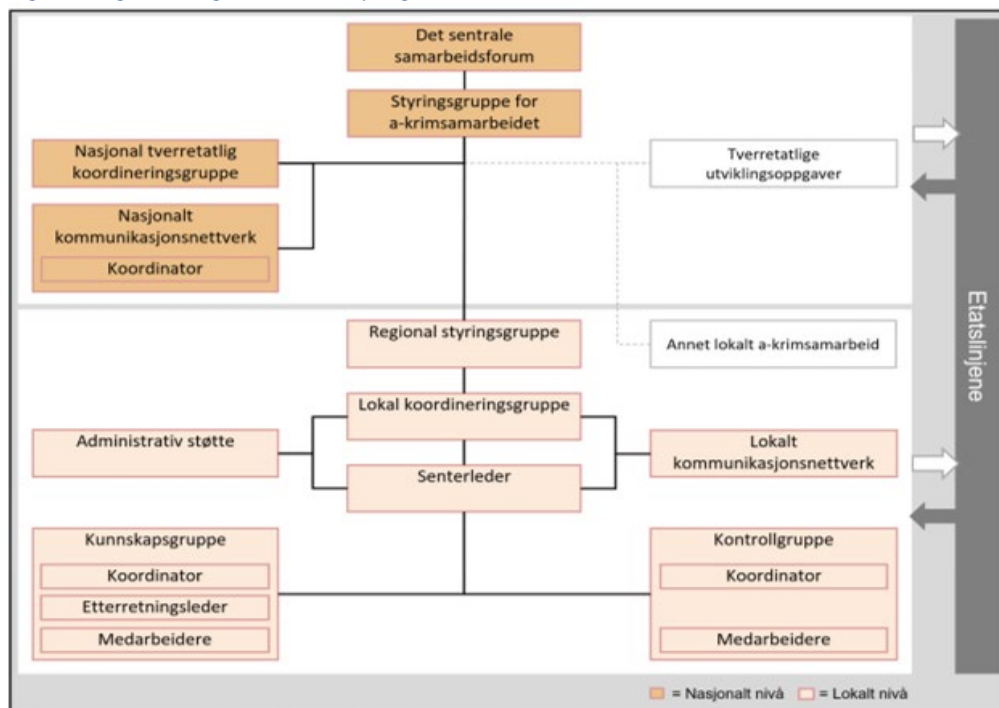 Det sentrale
samarbeidsforum
Styringsgruppe for
a-krimsamarbeidet
Nasjonal tverretatlig
koordineringsgruppe
Tverretatlige
utviklingsoppgaver
Nasjonalt
kommunikasjonsnettverk
Koordinator
Regional styringsgruppe
Annet lokalt a-krimsamarbeid
Etatslinjene
Lokal koordineringsgruppe
Administrativ støtte
Lokalt
kommunikasjonsnettverk
Senterleder
Kunnskapsgruppe
Koordinator
Etterretningsleder
Medarbeidere
Kontrollgruppe
Koordinator
Medarbeidere
= Nasjonalt nivå
= Lokalt nivå